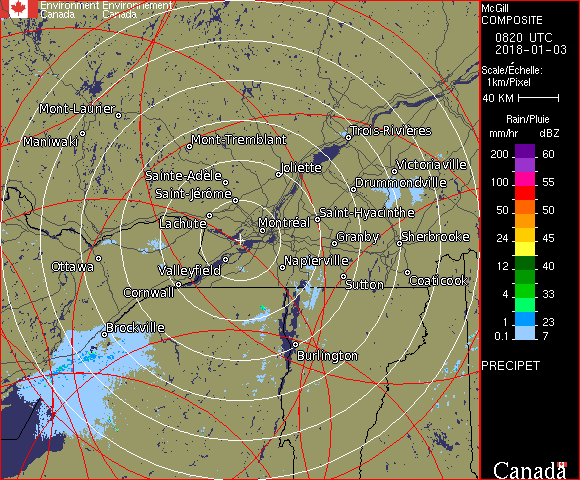 Environment Environnement
Canada Canada
McGill
COMPOSITE
0820 UTC
2018-01-03
Scale/Échelle:
1km/Pixel
40 KM
Rain/Pluie
mm/hr dBZ
200 60
100 55
50 50
24 45
12 40
4 33
1 23
0.1 7
PRECIPET
Canada
Mont-Laurier
Maniwaki
Mont-Tremblant
Trois-Rivières
Joliette
Victoriaville
Sainte-Adèle
Drummondville
Saint-Jérôme
Saint-Hyacinthe
Lachute
Montréal
Granby
Sherbrooke
Ottawa
Valleyfield
Napierville
Sutton
Coaticook
Cornwall
Brockville
Burlington